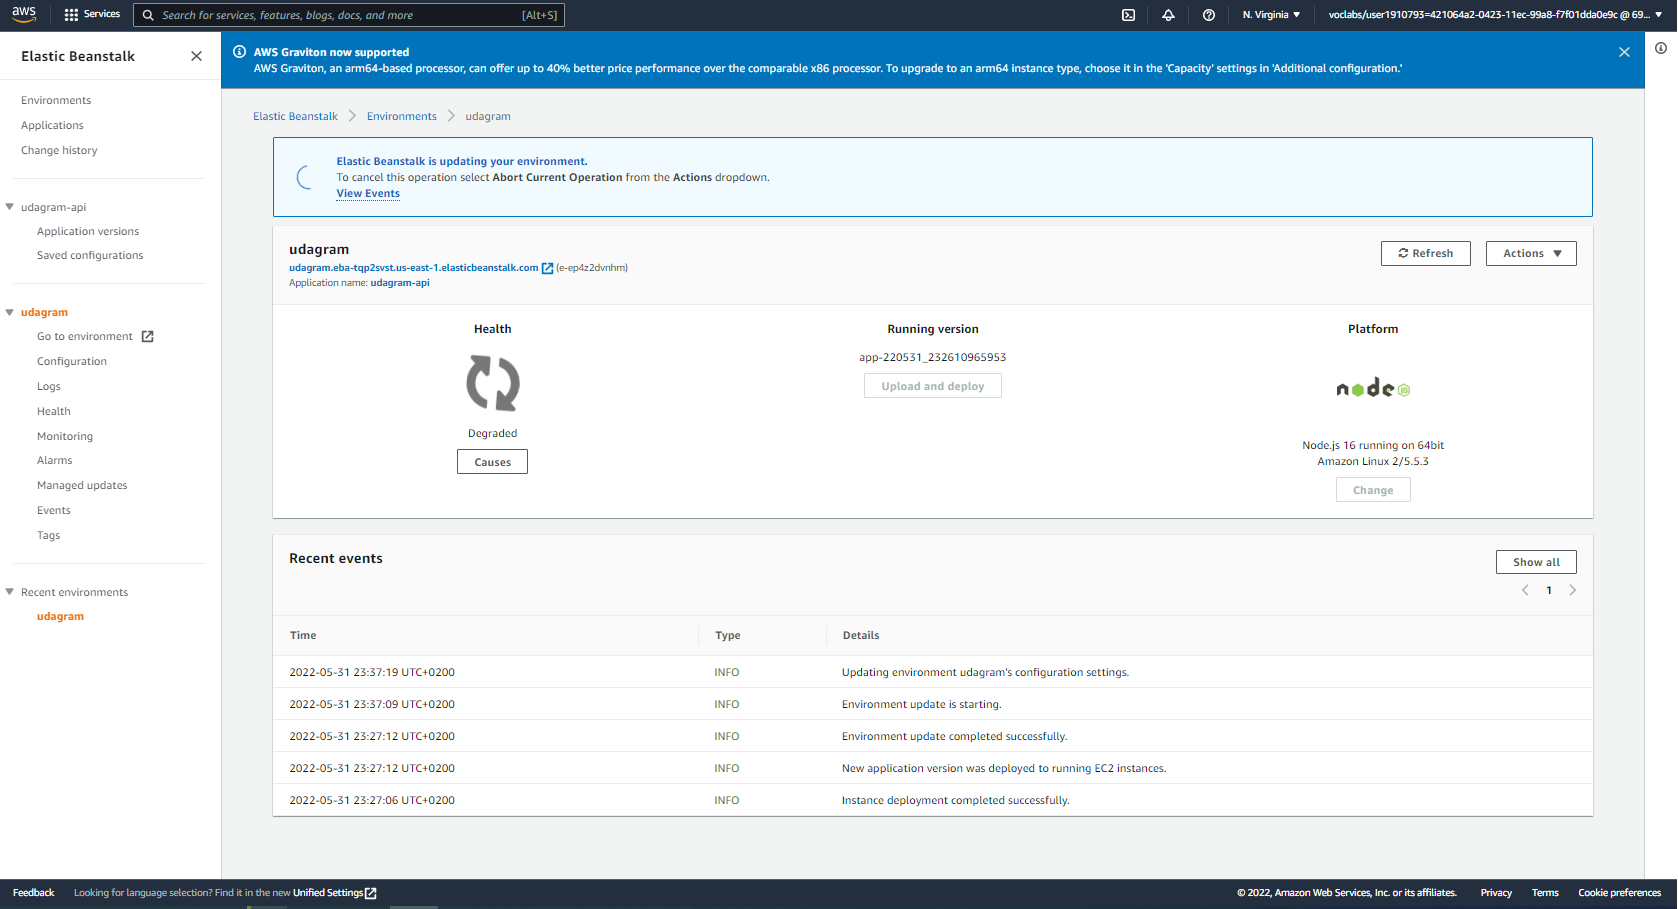 aws
Services
Search for services, features, blogs, docs, and more
[Alt+S]
N. Virginia ▼
voclabs/user1910793=421064a2-0423-11ec-99a8-f7f01dda0e9c @ 69... ▼
Elastic Beanstalk
Environments
Applications
Change history
udagram-api
Application versions
Saved configurations
udagram
Go to environment
Configuration
Logs
Health
Monitoring
Alarms
Managed updates
Events
Tags
Recent environments
udagram
AWS Graviton now supported
AWS Graviton, an arm64-based processor, can offer up to 40% better price performance over the comparable x86 processor. To upgrade to an arm64 instance type, choose it in the 'Capacity' settings in 'Additional configuration.'
Elastic Beanstalk > Environments > udagram
Elastic Beanstalk is updating your environment.
To cancel this operation select Abort Current Operation from the Actions dropdown.
View Events
udagram
udagram.eba-tqp2svst.us-east-1.elasticbeanstalk.com (e-ep4z2dvnhm)
Application name: udagram-api
Refresh
Actions ▼
Health
Degraded
Causes
Running version
app-220531_232610965953
Upload and deploy
Platform
node JS
Node.js 16 running on 64bit
Amazon Linux 2/5.5.3
Change
Recent events
Show all
< 1 >
Time Type Details
2022-05-31 23:37:19 UTC+0200 INFO Updating environment udagram's configuration settings.
2022-05-31 23:37:09 UTC+0200 INFO Environment update is starting.
2022-05-31 23:27:12 UTC+0200 INFO Environment update completed successfully.
2022-05-31 23:27:12 UTC+0200 INFO New application version was deployed to running EC2 instances.
2022-05-31 23:27:06 UTC+0200 INFO Instance deployment completed successfully.
Feedback
Looking for language selection? Find it in the new Unified Settings
© 2022, Amazon Web Services, Inc. or its affiliates.
Privacy
Terms
Cookie preferences